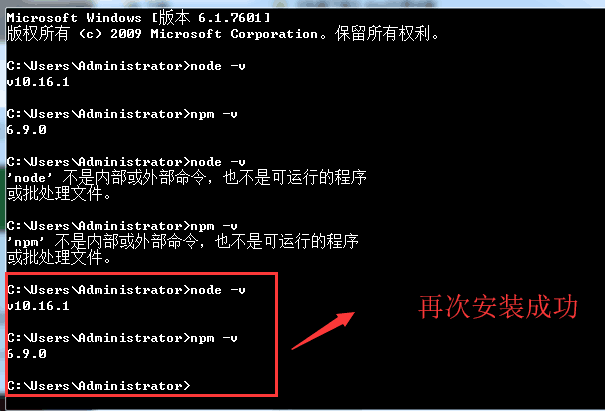 Microsoft Windows [版本 6.1.7601]
版权所有 (c) 2009 Microsoft Corporation。保留所有权利。
C:\Users\Administrator>node -v
v10.16.1
C:\Users\Administrator>npm -v
6.9.0
C:\Users\Administrator>node -v
'node' 不是内部或外部命令，也不是可运行的程序
或批处理文件。
C:\Users\Administrator>npm -v
'npm' 不是内部或外部命令，也不是可运行的程序
或批处理文件。
C:\Users\Administrator>node -v
v10.16.1
C:\Users\Administrator>npm -v
6.9.0
C:\Users\Administrator>
再次安装成功